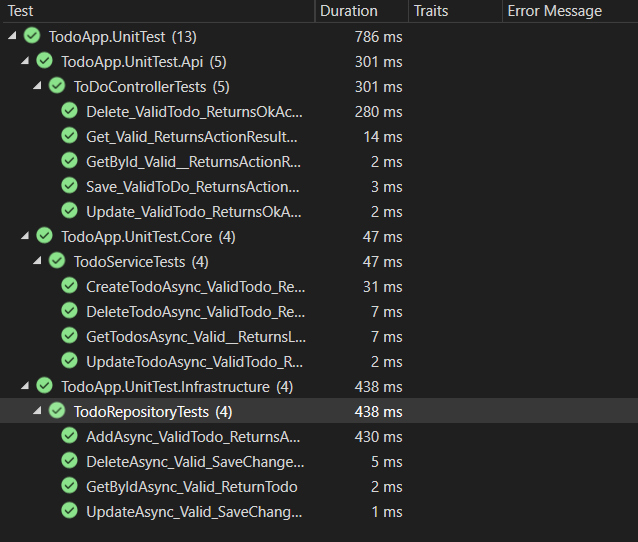 Test Duration Traits Error Message
TodoApp.UnitTest (13) 786 ms
TodoApp.UnitTest.Api (5) 301 ms
ToDoControllerTests (5) 301 ms
Delete_ValidTodo_ReturnsOkAc... 280 ms
Get_Valid_ReturnsActionResult... 14 ms
GetById_Valid__ReturnsActionR... 2 ms
Save_ValidToDo_ReturnsAction... 3 ms
Update_ValidTodo_ReturnsOkA... 2 ms
TodoApp.UnitTest.Core (4) 47 ms
TodoServiceTests (4) 47 ms
CreateTodoAsync_ValidTodo_Re... 31 ms
DeleteTodoAsync_ValidTodo_Re... 7 ms
GetTodosAsync_Valid__ReturnsL... 7 ms
UpdateTodoAsync_ValidTodo_R... 2 ms
TodoApp.UnitTest.Infrastructure (4) 438 ms
TodoRepositoryTests (4) 438 ms
AddAsync_ValidTodo_ReturnsA... 430 ms
DeleteAsync_Valid_SaveChange... 5 ms
GetByIdAsync_Valid_ReturnTodo 2 ms
UpdateAsync_Valid_SaveChang... 1 ms